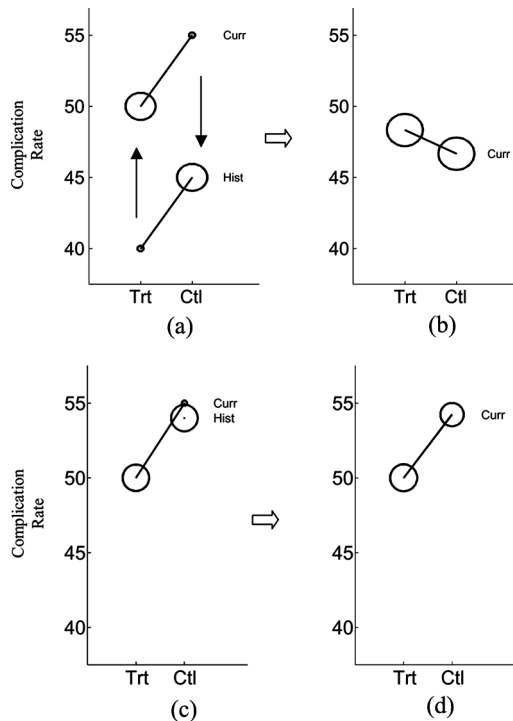 55
Curr
50
45
Hist
40
Complication
Rate
Trt Ctl
(a)
55
50
45
Curr
40
Trt Ctl
(b)
55
Curr
Hist
50
45
40
Complication
Rate
Trt Ctl
(c)
55
Curr
50
45
40
Trt Ctl
(d)